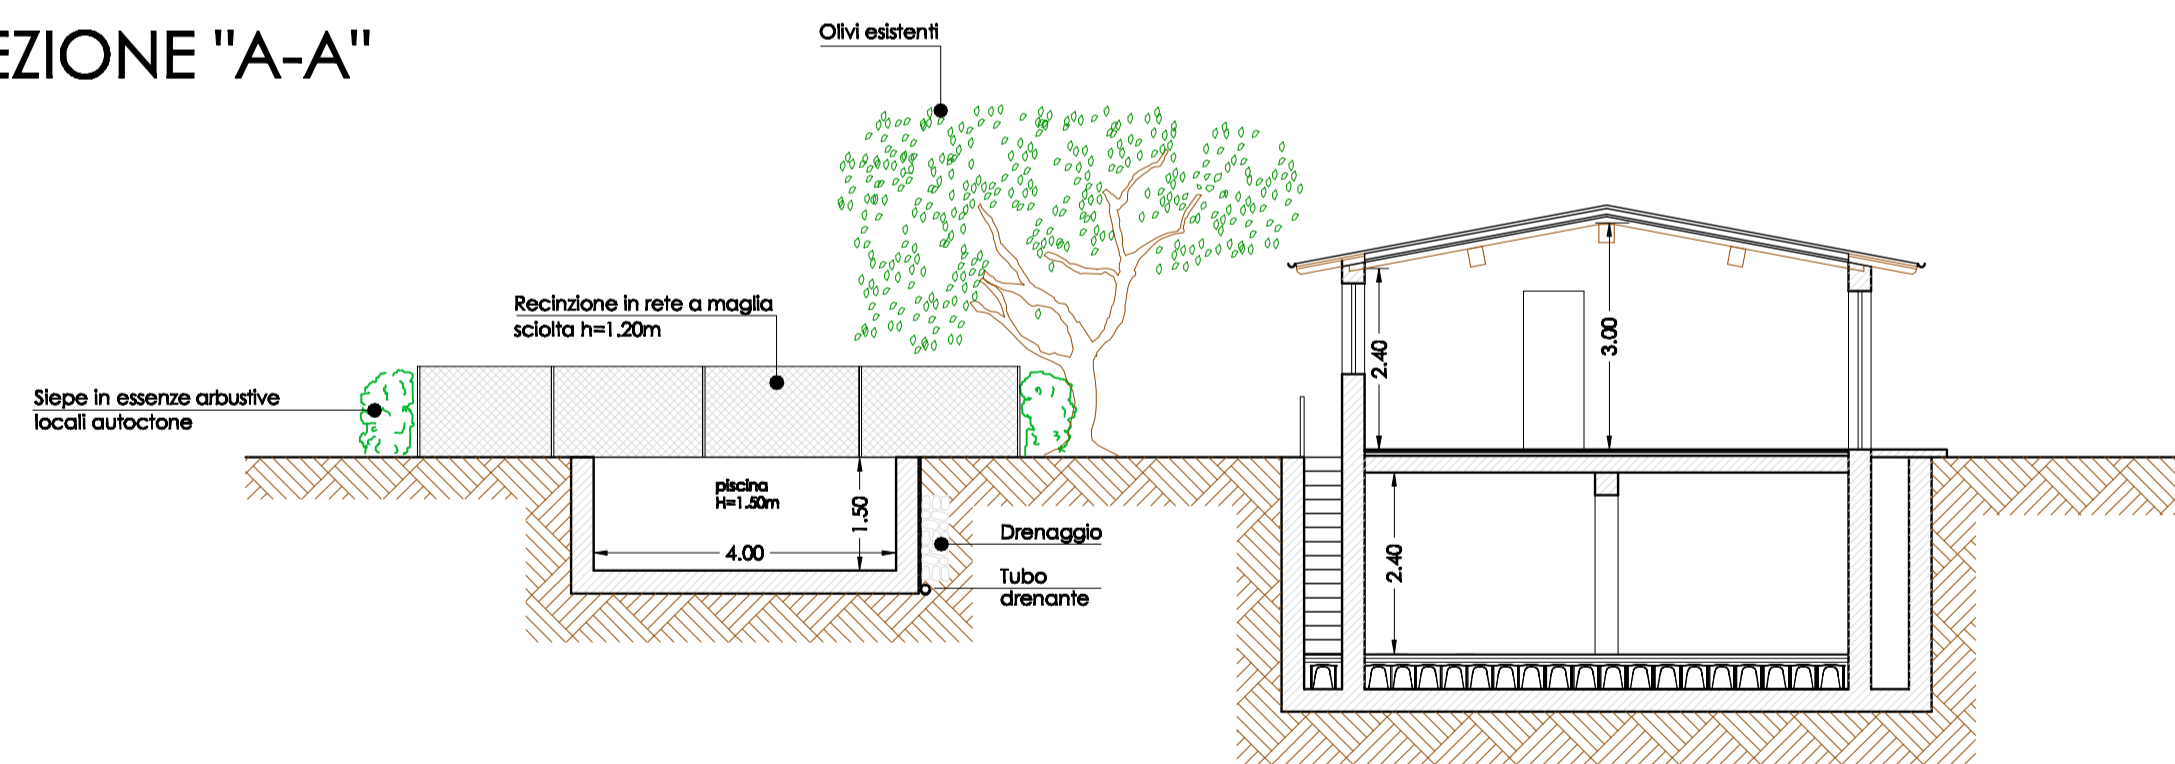 EZIONE "A-A"
Olivi esistenti
Recinzione in rete a maglia
sciolta h=1.20m
Siepe in essenze arbustive
locali autoctone
piscina
H=1.50m
1.50
4.00
Drenaggio
Tubo
drenante
2.40
3.00
2.40